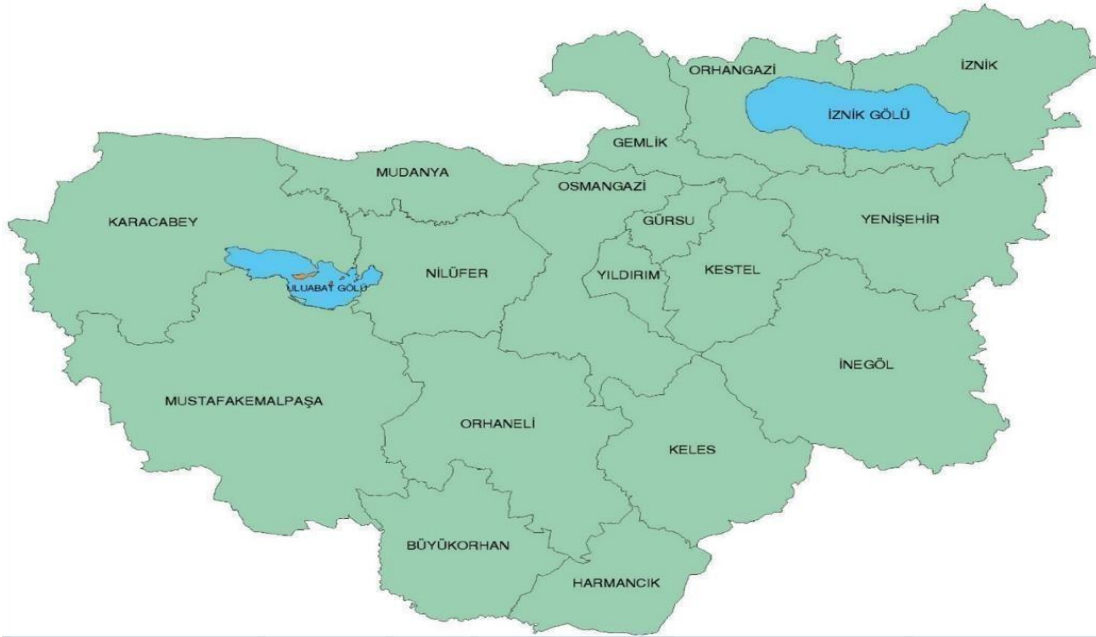 ORHANGAZİ
İZNİK
İZNİK GÖLÜ
GEMLİK
MUDANYA
OSMANGAZİ
KARACABEY
GÜRSU
YENİŞEHİR
NİLÜFER
YILDIRIM
KESTEL
ULUABAT GÖLÜ
İNEGÖL
MUSTAFAKEMALPAŞA
ORHANELİ
KELES
BÜYÜKORHAN
HARMANCIK